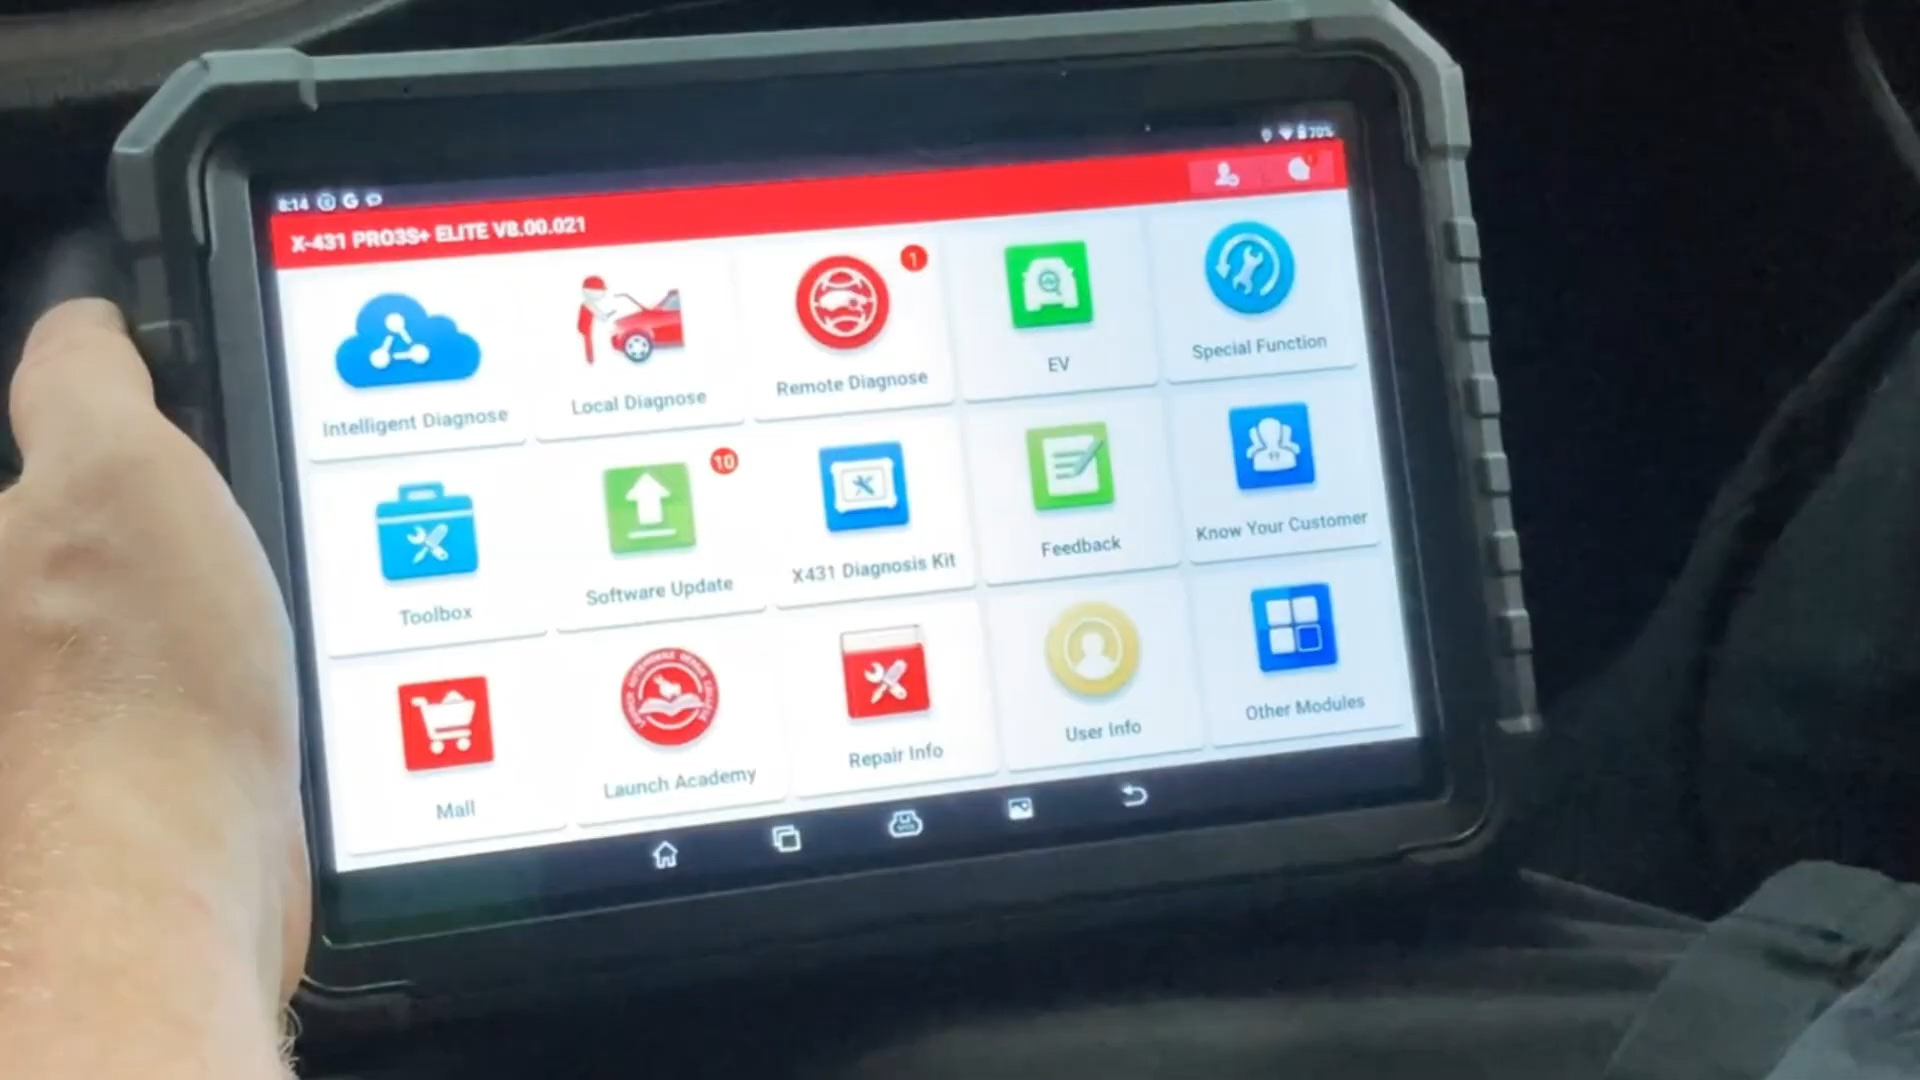 8:14 G 70%
X-431 PRO3S+ ELITE V8.00.021
1
Intelligent Diagnose
Local Diagnose
Remote Diagnose
EV
Special Function
10
Toolbox
Software Update
X431 Diagnosis Kit
Feedback
Know Your Customer
Mall
Launch Academy
Repair Info
User Info
Other Modules